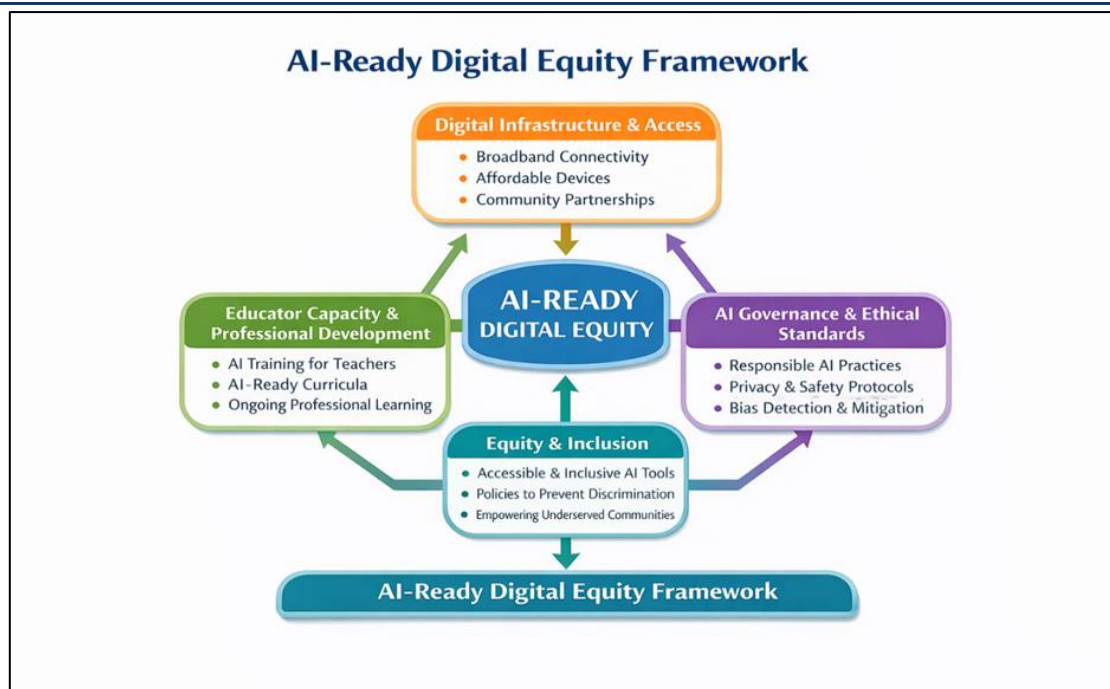 AI-Ready Digital Equity Framework
Digital Infrastructure & Access
• Broadband Connectivity
• Affordable Devices
• Community Partnerships
AI-READY
DIGITAL EQUITY
Educator Capacity &
Professional Development
• AI Training for Teachers
• AI-Ready Curricula
• Ongoing Professional Learning
AI Governance & Ethical
Standards
• Responsible AI Practices
• Privacy & Safety Protocols
• Bias Detection & Mitigation
Equity & Inclusion
• Accessible & Inclusive AI Tools
• Policies to Prevent Discrimination
• Empowering Underserved Communities
AI-Ready Digital Equity Framework